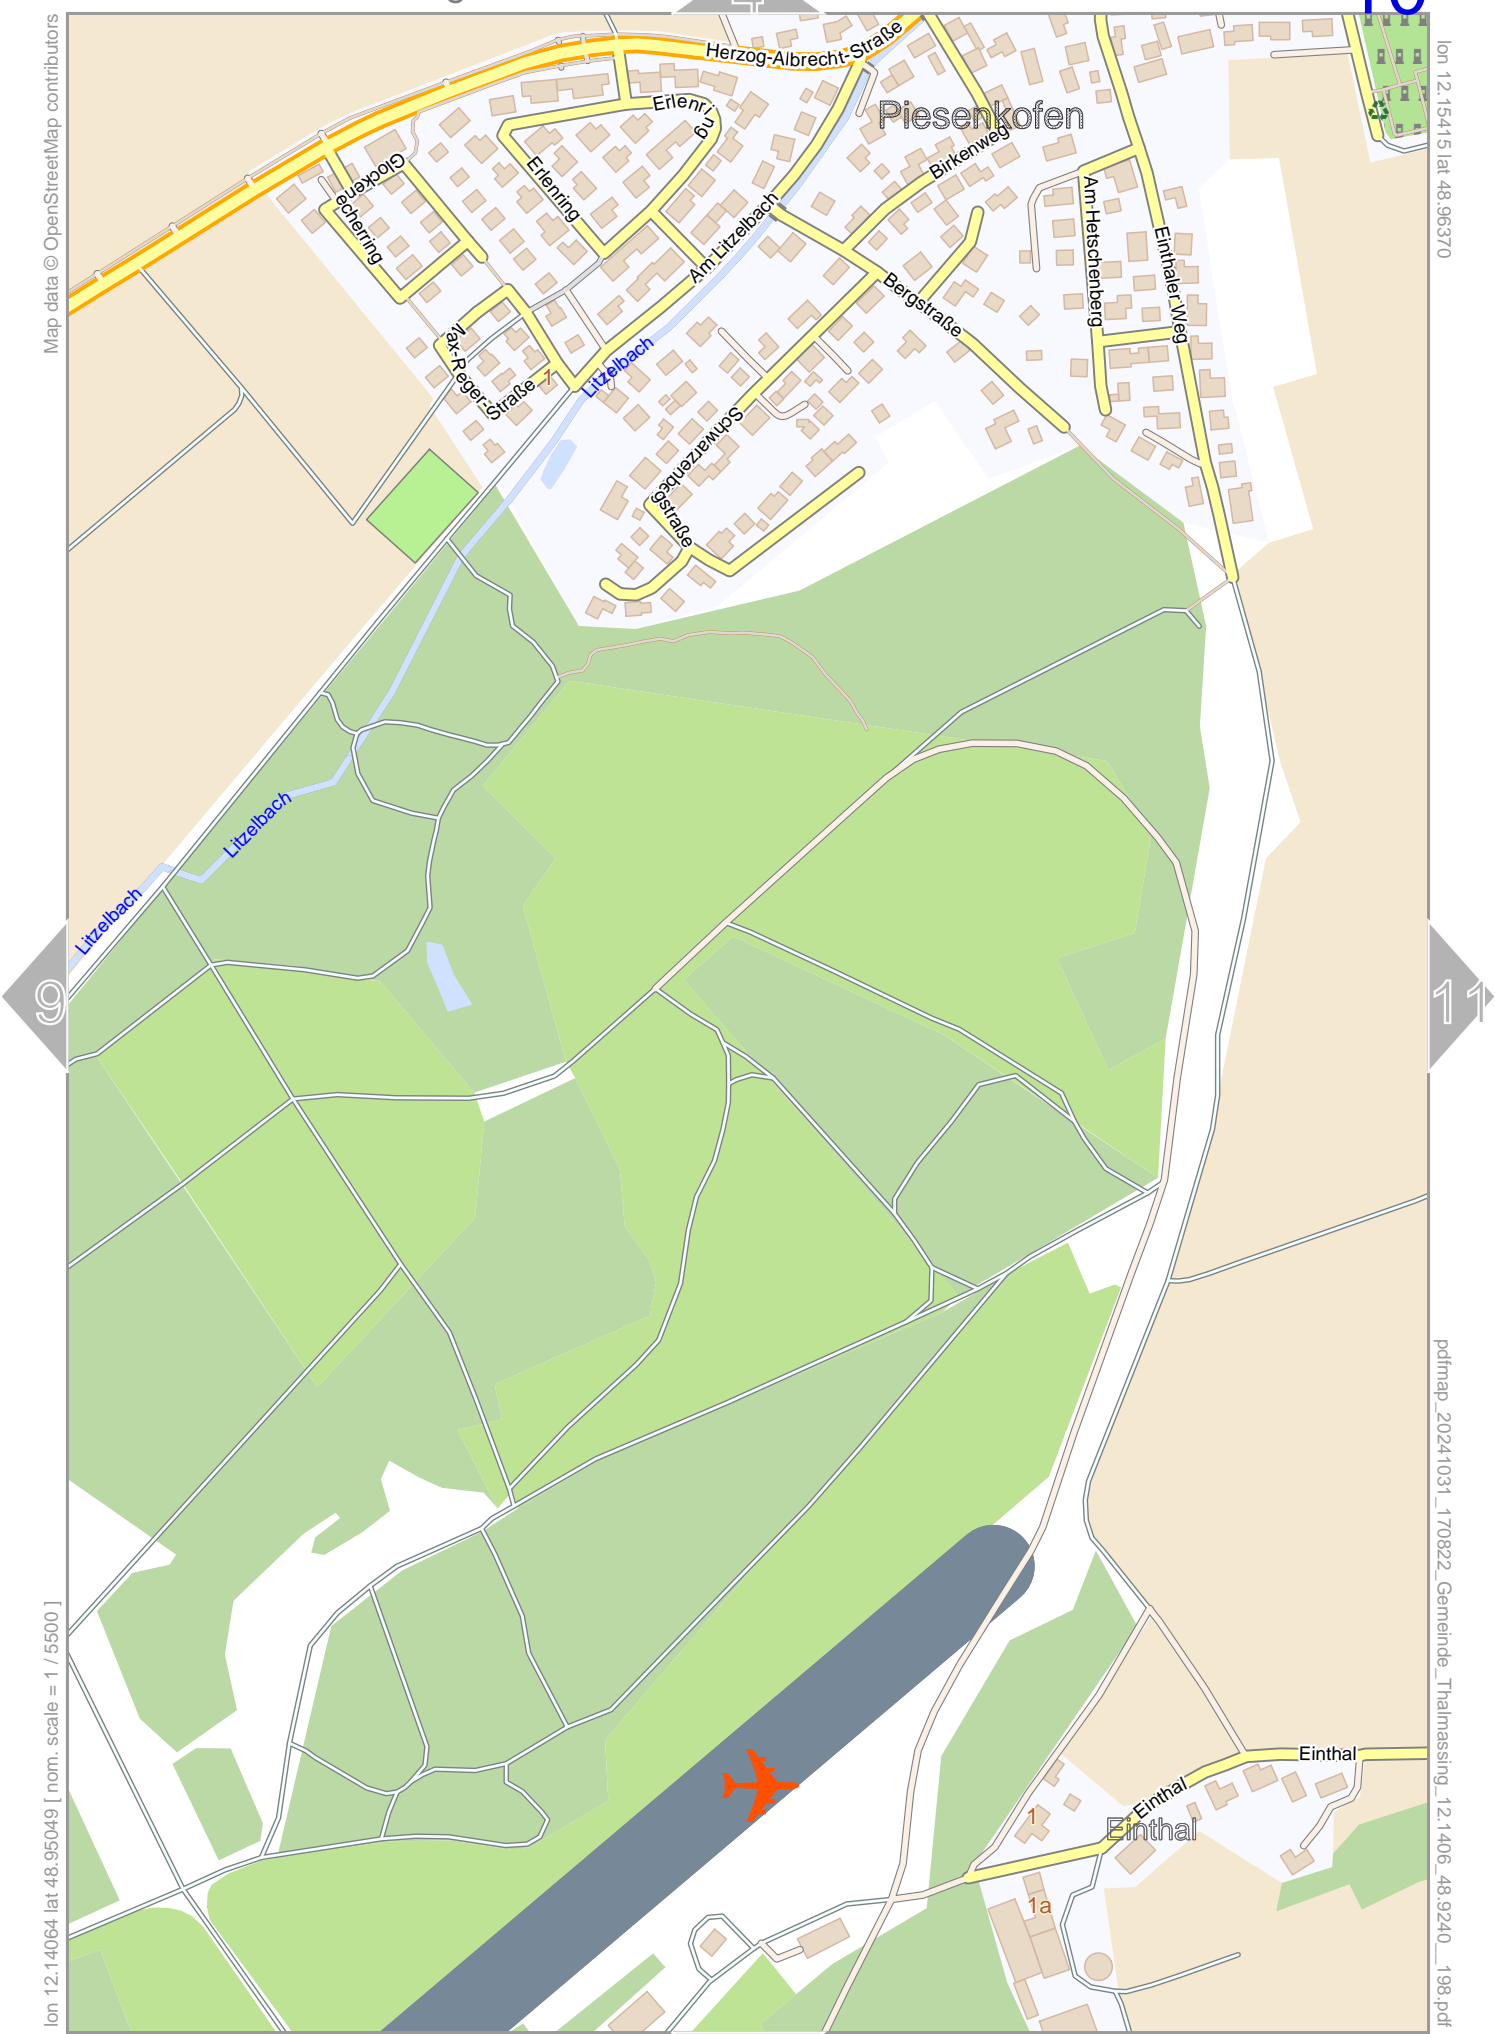 Map data © OpenStreetMap contributors
lon 12.15415 lat 48.96370
Herzog-Albrecht-Straße
Piesenkofen
Erlenring
Glockenbecherring
Erlenring
Birkenweg
Am Litzelbach
Am-Hetschenberg
Einthaler Weg
Bergstraße
Max-Reger-Straße
1
Litzelbach
Schwarzenbergstraße
Litzelbach
Litzelbach
9
11
Einthal
Einthal
1
Einthal
1a
lon 12.14064 lat 48.95049 [ nom. scale = 1 / 5500 ]
pdfmap_20241031_170822_Gemeinde_Thalmassing_12.1406_48.9240__198.pdf